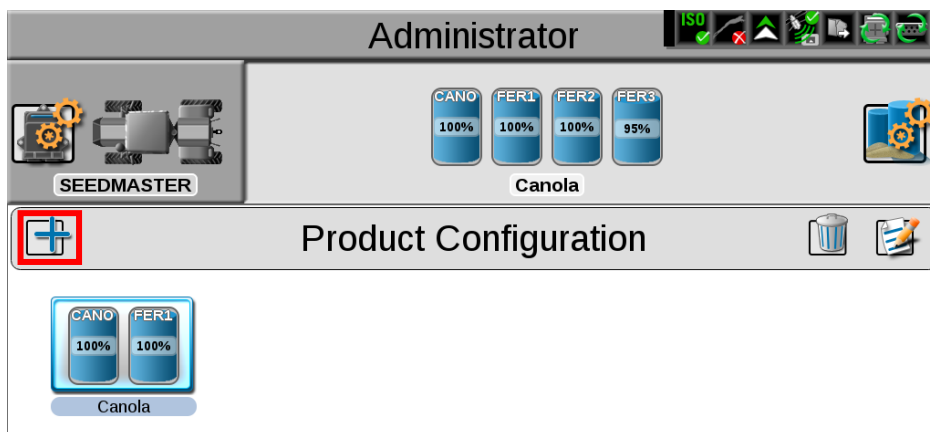 Administrator
ISO
CANO FER1 FER2 FER3
100% 100% 100% 95%
SEEDMASTER
Canola
Product Configuration
CANO FER1
100% 100%
Canola